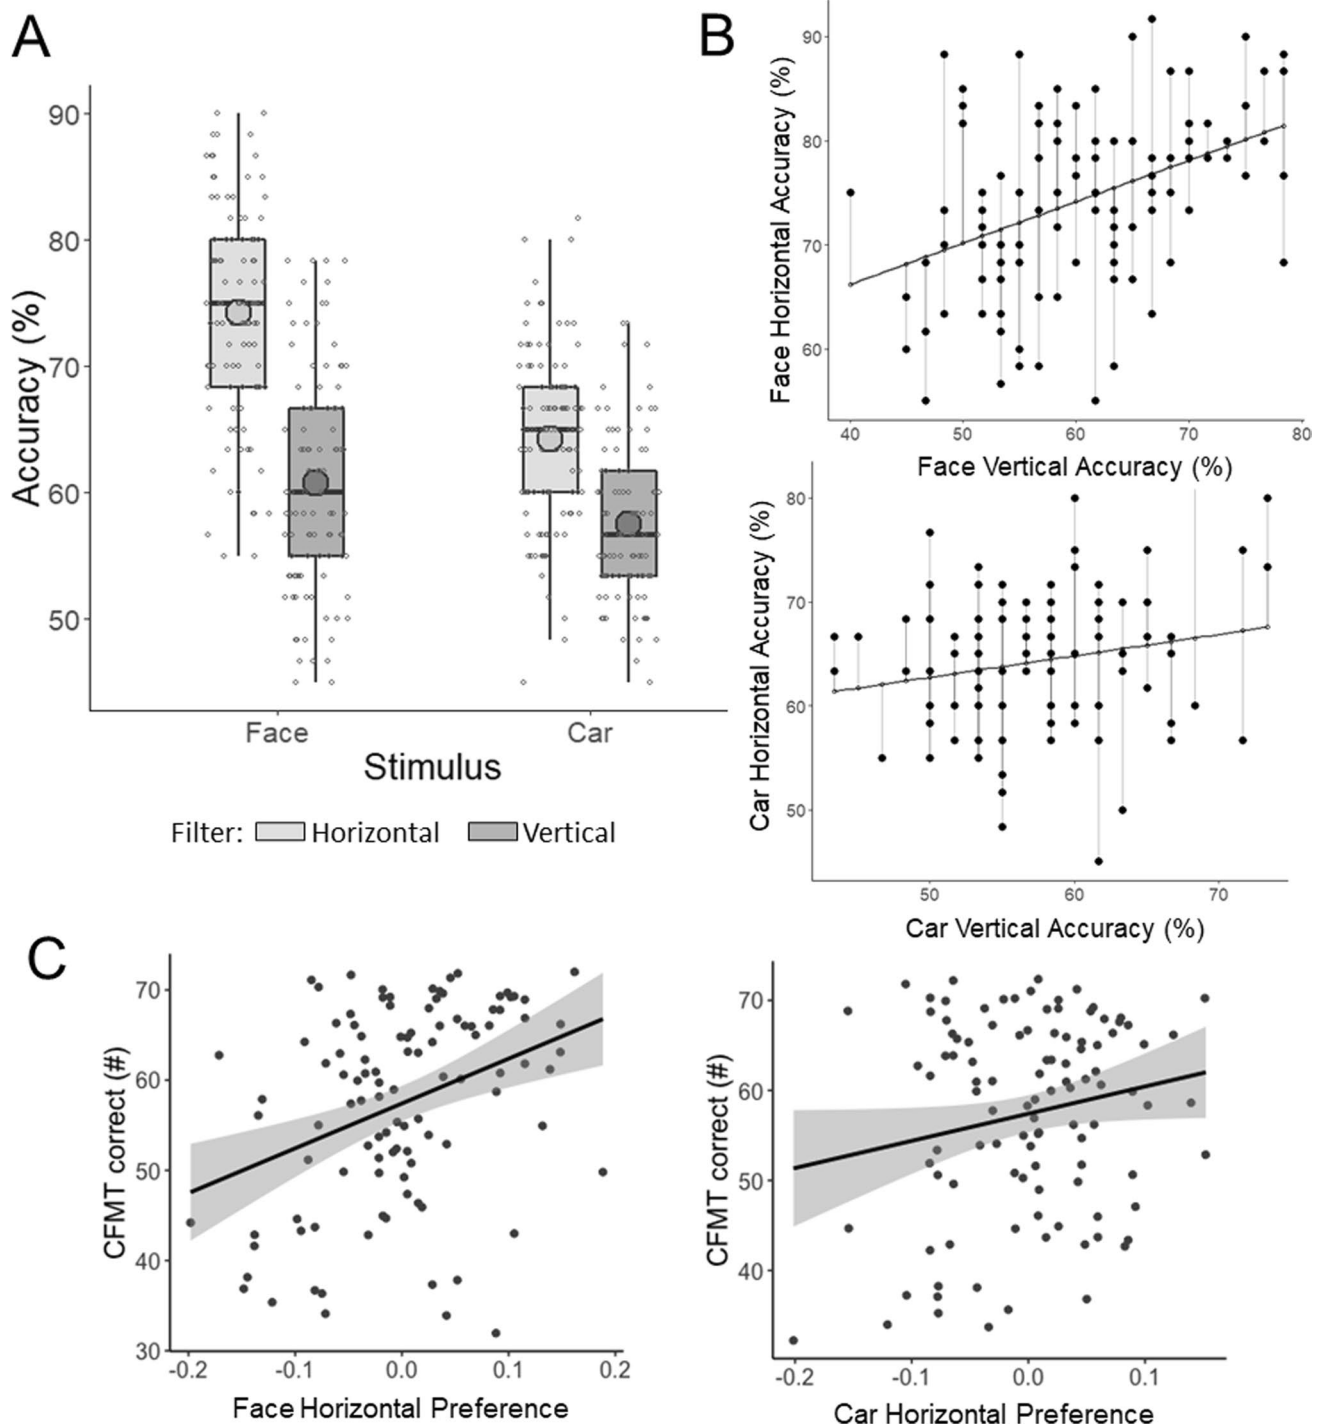 A
Accuracy (%)
90
80
70
60
50
Face
Car
Stimulus
Filter: Horizontal Vertical
B
Face Horizontal Accuracy (%)
90
80
70
60
40 50 60 70 80
Face Vertical Accuracy (%)
Car Horizontal Accuracy (%)
80
70
60
50
50 60 70
Car Vertical Accuracy (%)
C
CFMT correct (#)
70
60
50
40
30
-0.2 -0.1 0.0 0.1 0.2
Face Horizontal Preference
CFMT correct (#)
70
60
50
40
-0.2 -0.1 0.0 0.1
Car Horizontal Preference